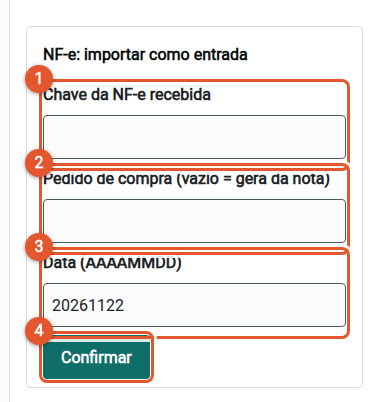 NF-e: importar como entrada
1
Chave da NF-e recebida
2
Pedido de compra (vazio = gera da nota)
3
Data (AAAAMMDD)
20261122
4
Confirmar